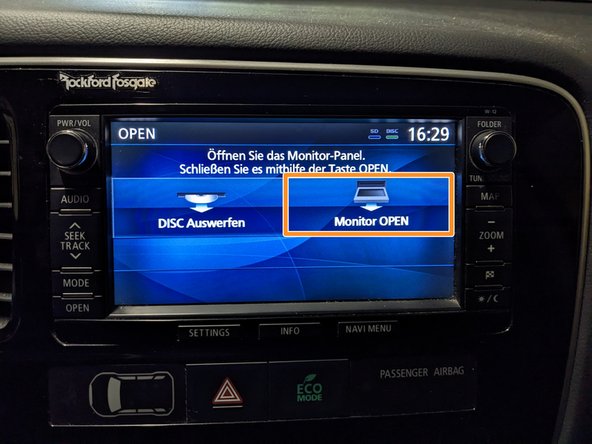 Rockford Fosgate
PWR/VOL
FOLDER
OPEN
SD
DISC
16:29
Öffnen Sie das Monitor-Panel.
Schließen Sie es mithilfe der Taste OPEN.
DISC Auswerfen
Monitor OPEN
AUDIO
SEEK
TRACK
MODE
OPEN
MAP
−
ZOOM
+
SETTINGS
INFO
NAVI MENU
ECO
MODE
PASSENGER AIRBAG